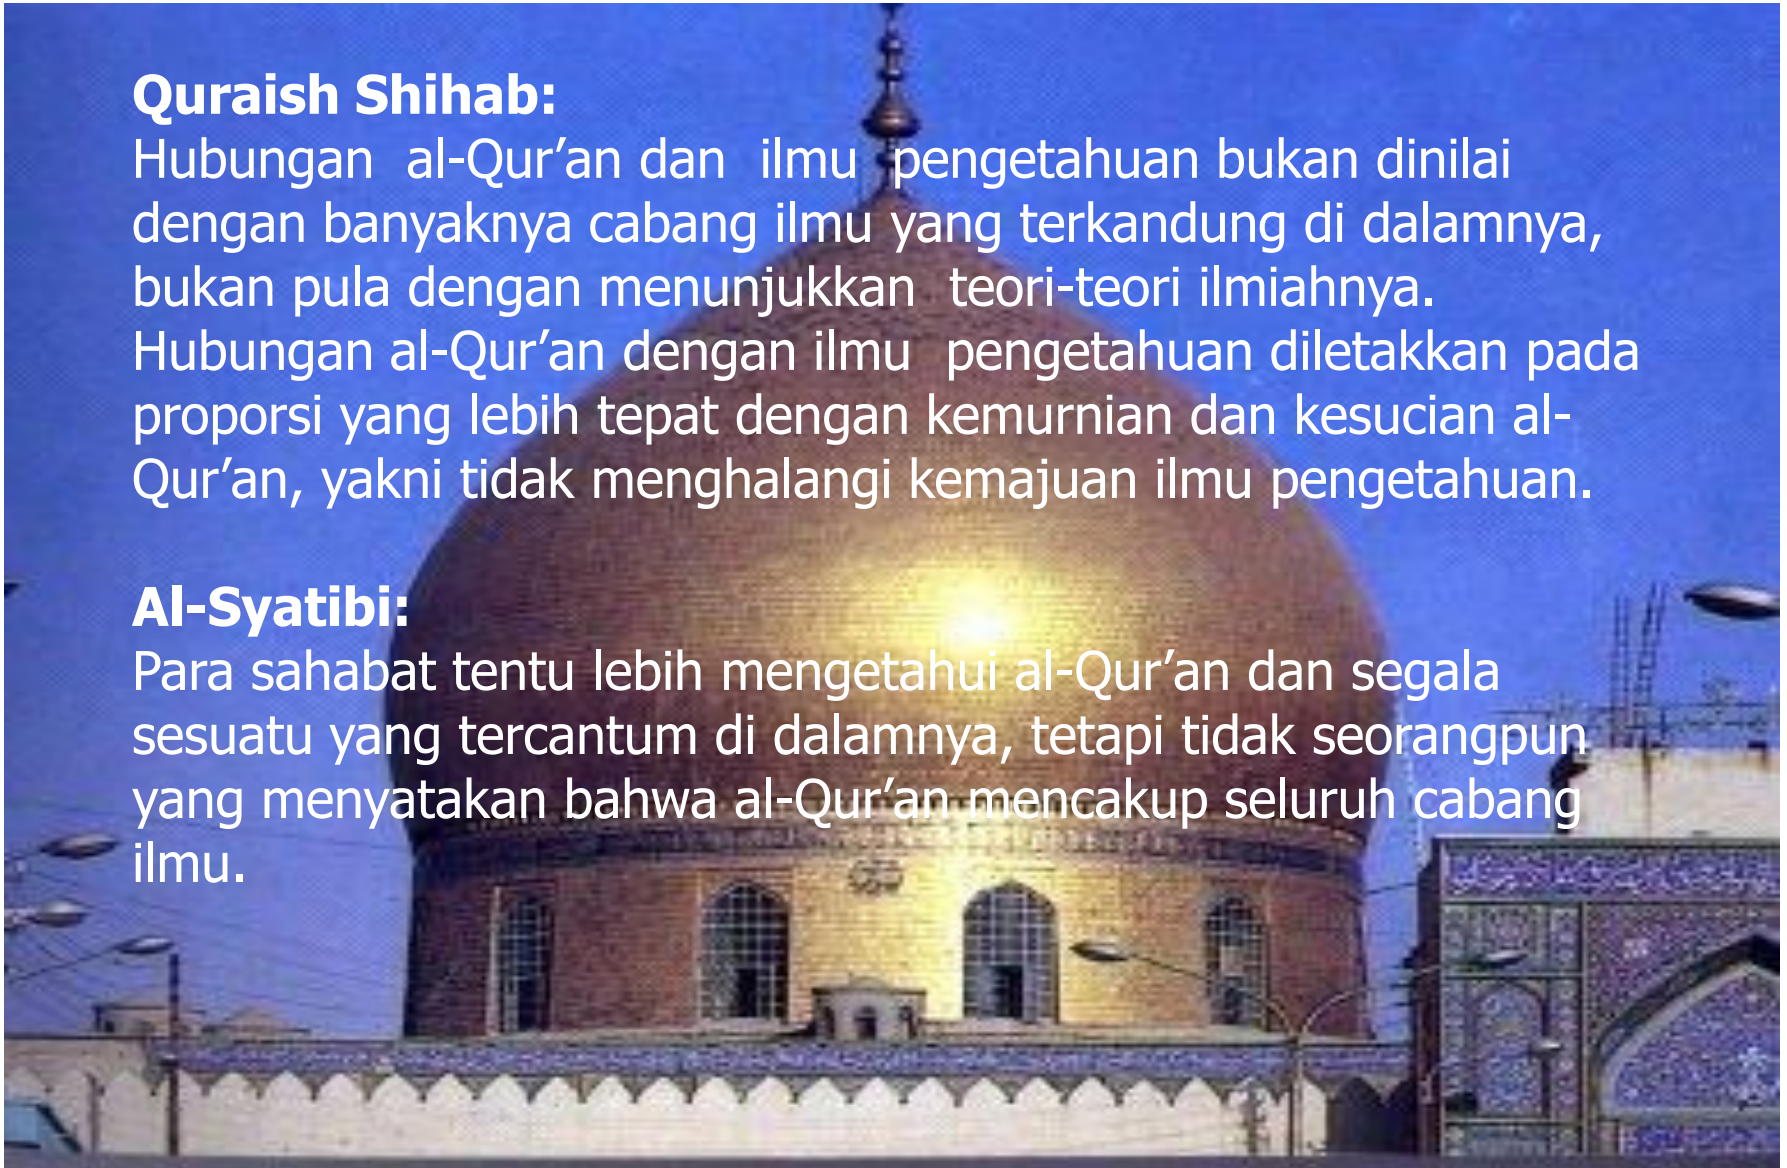 Quraish Shihab:
Hubungan  al-Qur’an dan  ilmu  pengetahuan bukan dinilai
dengan banyaknya cabang ilmu yang terkandung di dalamnya,
bukan pula dengan menunjukkan  teori-teori ilmiahnya.
Hubungan al-Qur’an dengan ilmu  pengetahuan diletakkan pada
proporsi yang lebih tepat dengan kemurnian dan kesucian al-
Qur’an, yakni tidak menghalangi kemajuan ilmu pengetahuan.
Al-Syatibi:
Para sahabat tentu lebih mengetahui al-Qur’an dan segala
sesuatu yang tercantum di dalamnya, tetapi tidak seorangpun
yang menyatakan bahwa al-Qur’an mencakup seluruh cabang
ilmu.